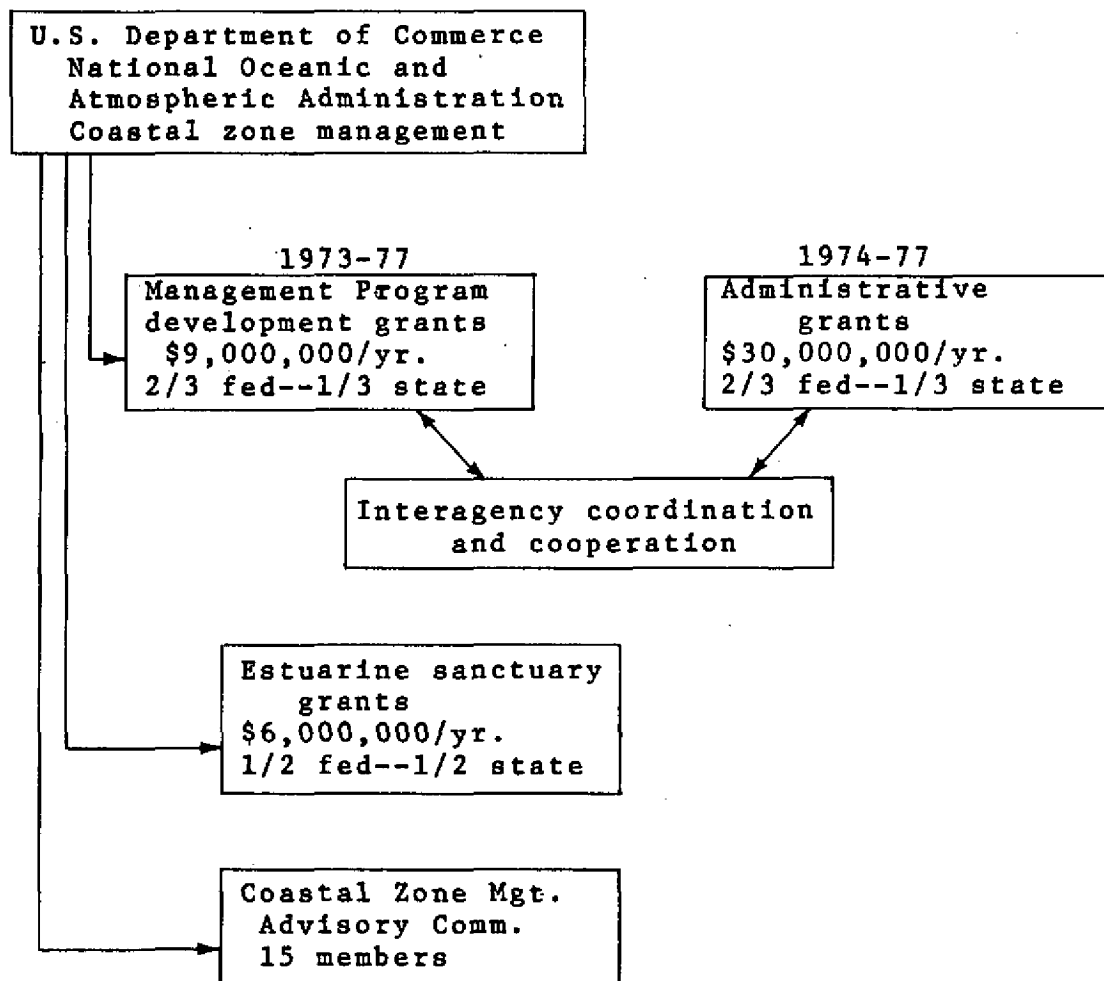 U.S. Department of Commerce
National Oceanic and
Atmospheric Administration
Coastal zone management
1973-77
Management Program
development grants
$9,000,000/yr.
2/3 fed--1/3 state
1974-77
Administrative
grants
$30,000,000/yr.
2/3 fed--1/3 state
Interagency coordination
and cooperation
Estuarine sanctuary
grants
$6,000,000/yr.
1/2 fed--1/2 state
Coastal Zone Mgt.
Advisory Comm.
15 members